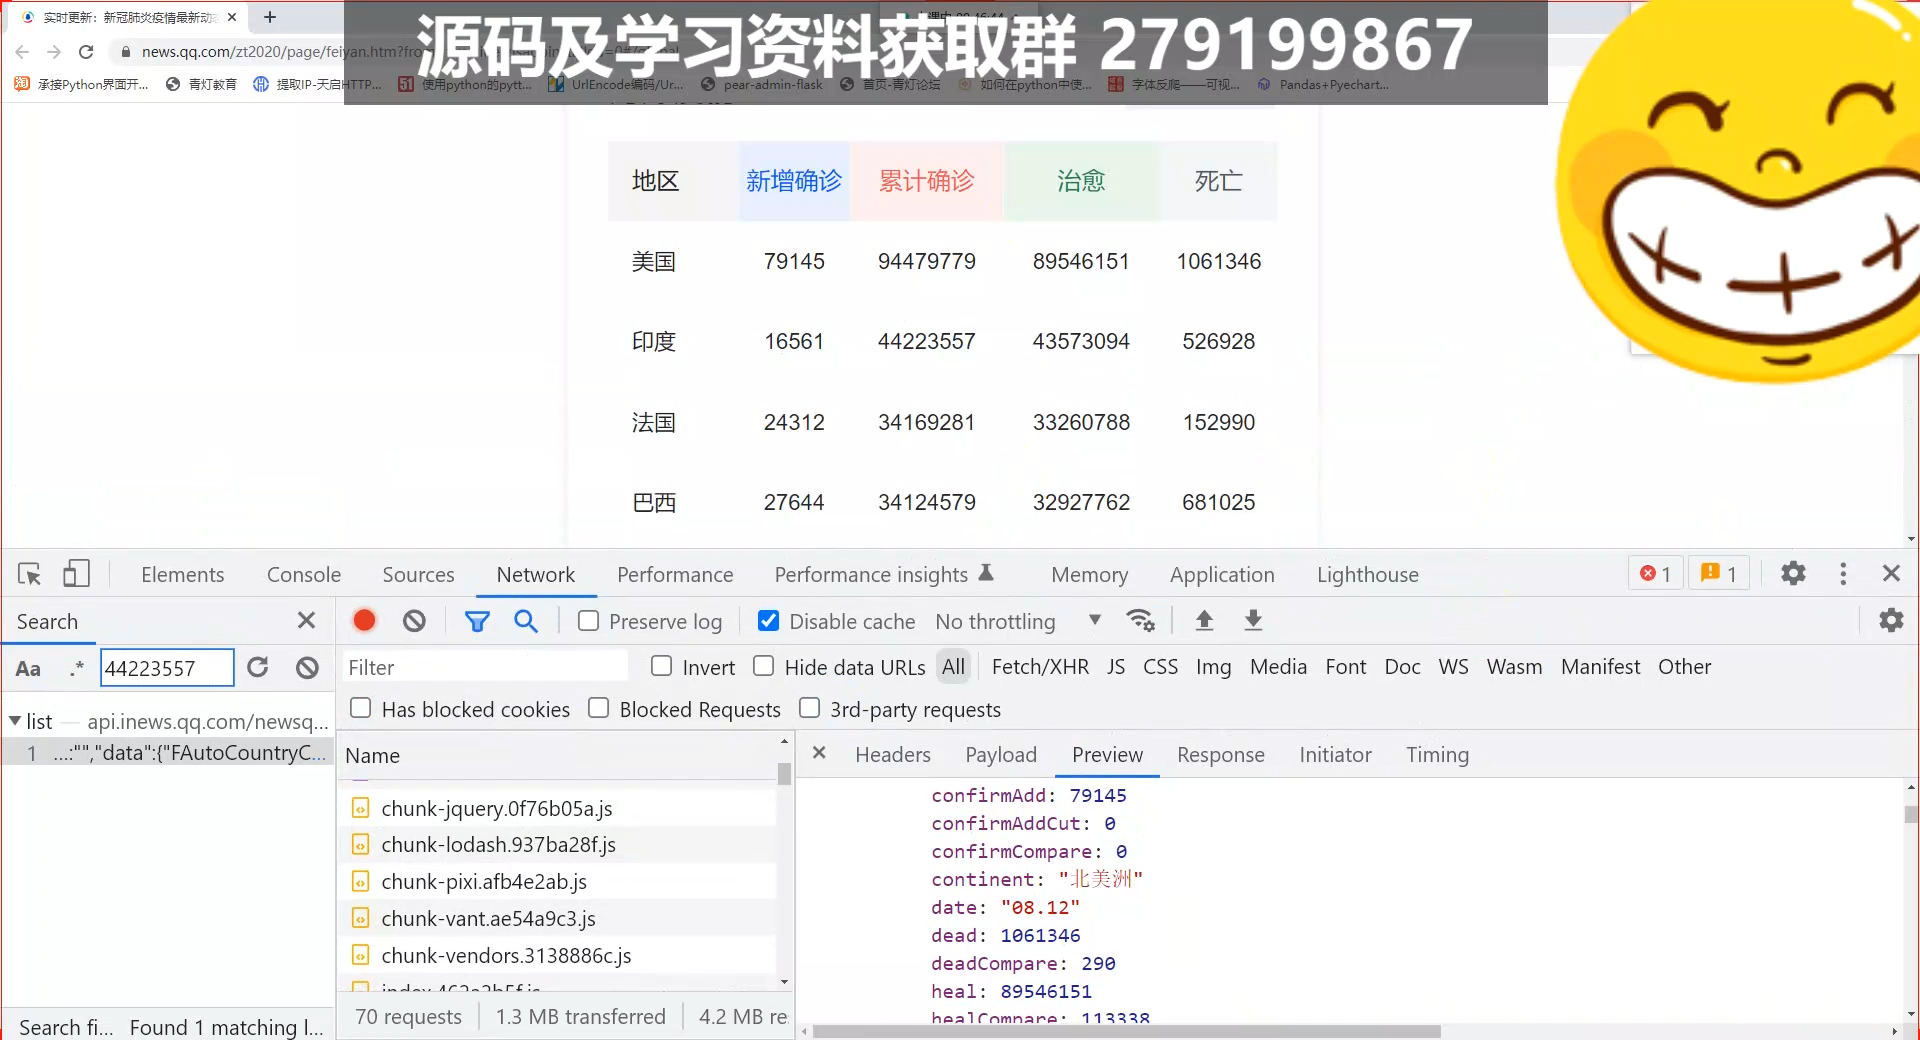 实时更新：新冠肺炎疫情最新动态
源码及学习资料获取群 279199867
news.qq.com/zt2020/page/feiyan.htm?fro
承接Python界面开...
青灯教育
提取IP-天启HTTP...
使用python的pytt...
UrlEncode编码/Ur...
pear-admin-flask
首页-青灯论坛
如何在python中使...
字体反爬——可视...
Pandas+Pyechart...
地区 新增确诊 累计确诊 治愈 死亡
美国 79145 94479779 89546151 1061346
印度 16561 44223557 43573094 526928
法国 24312 34169281 33260788 152990
巴西 27644 34124579 32927762 681025
Elements Console Sources Network Performance Performance insights Memory Application Lighthouse 1 1
Search
Preserve log Disable cache No throttling
Aa .* 44223557
Filter Invert Hide data URLs All Fetch/XHR JS CSS Img Media Font Doc WS Wasm Manifest Other
Has blocked cookies Blocked Requests 3rd-party requests
list — api.inews.qq.com/newsq...
1 ...:"","data":{"FAutoCountryC...
Name
Headers Payload Preview Response Initiator Timing
chunk-jquery.0f76b05a.js
chunk-lodash.937ba28f.js
chunk-pixi.afb4e2ab.js
chunk-vant.ae54a9c3.js
chunk-vendors.3138886c.js
confirmAdd: 79145
confirmAddCut: 0
confirmCompare: 0
continent: "北美洲"
date: "08.12"
dead: 1061346
deadCompare: 290
heal: 89546151
healCompare: 113338
Search fi... Found 1 matching l...
70 requests 1.3 MB transferred 4.2 MB re